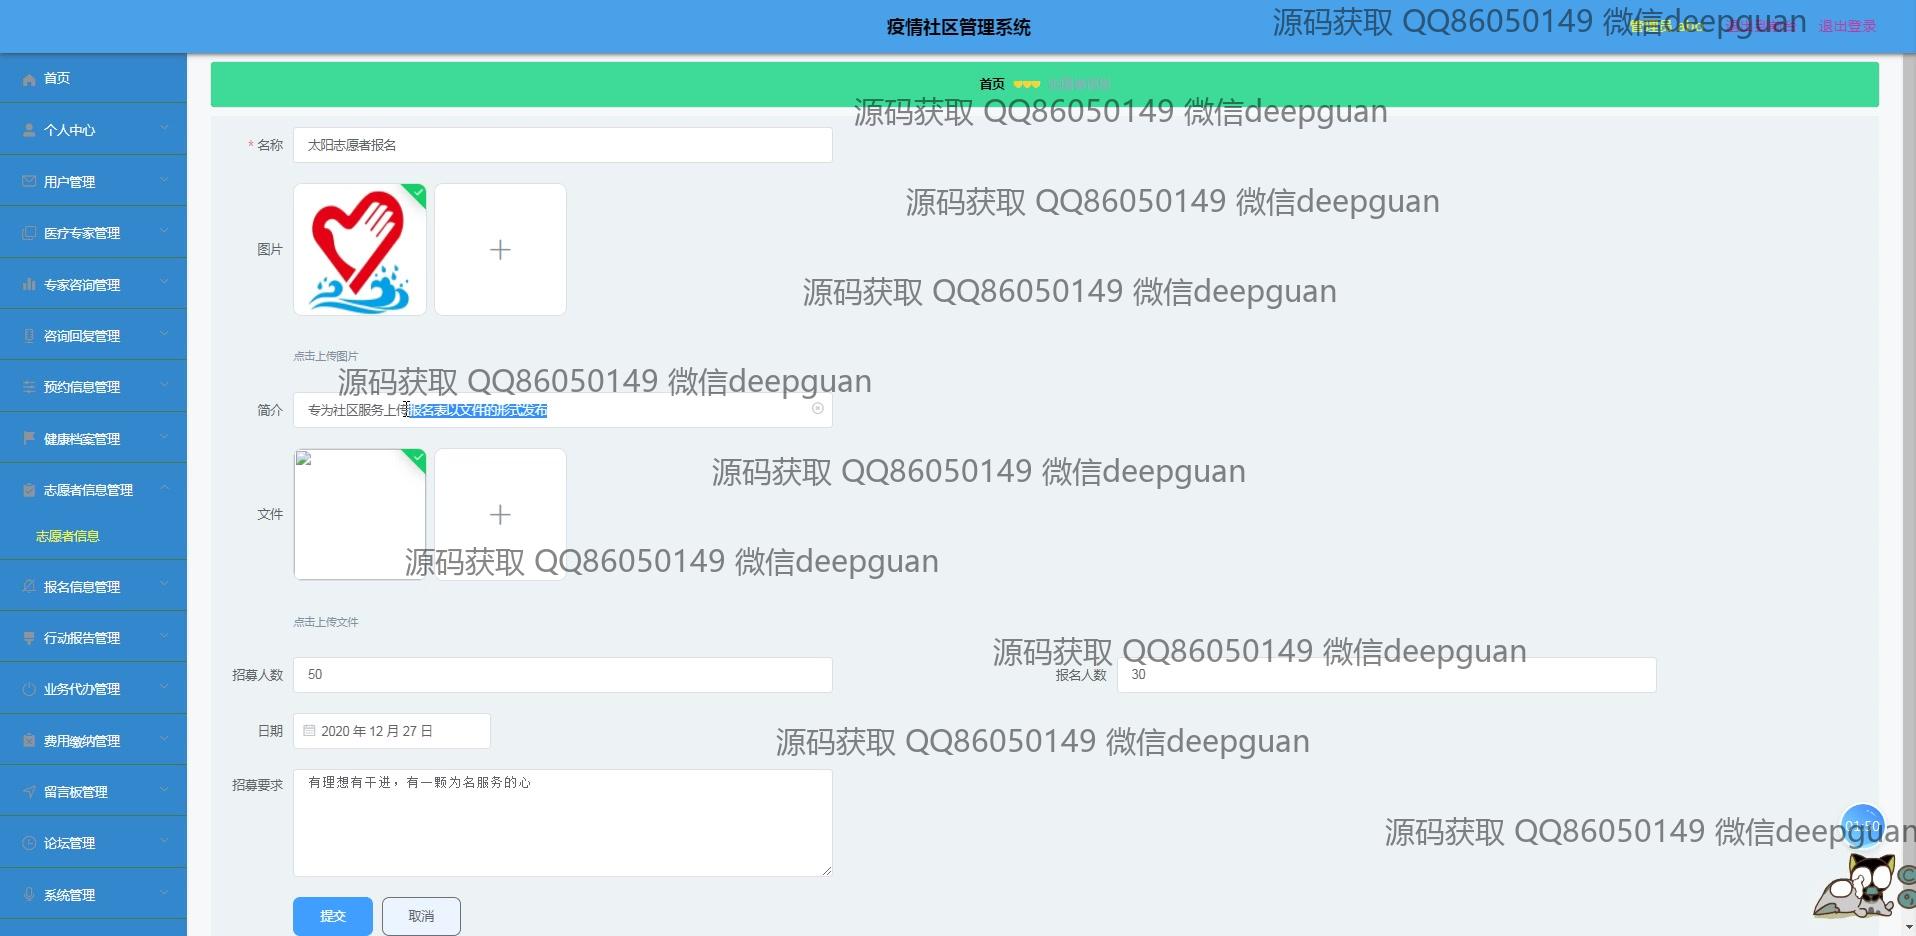 疫情社区管理系统
源码获取 QQ86050149 微信deepguan
退出登录
首页
个人中心
用户管理
医疗专家管理
专家咨询管理
咨询回复管理
预约信息管理
健康档案管理
志愿者信息管理
志愿者信息
报名信息管理
行动报告管理
业务代办管理
费用缴纳管理
留言板管理
论坛管理
系统管理
首页
源码获取 QQ86050149 微信deepguan
* 名称
太阳志愿者报名
源码获取 QQ86050149 微信deepguan
图片
源码获取 QQ86050149 微信deepguan
点击上传图片
源码获取 QQ86050149 微信deepguan
简介
专为社区服务上传报名表以文件的形式发布
源码获取 QQ86050149 微信deepguan
文件
源码获取 QQ86050149 微信deepguan
点击上传文件
源码获取 QQ86050149 微信deepguan
招募人数
50
报名人数
30
日期
2020 年 12 月 27 日
源码获取 QQ86050149 微信deepguan
招募要求
有理想有干进，有一颗为名服务的心
源码获取 QQ86050149 微信deepguan
01:50
提交
取消